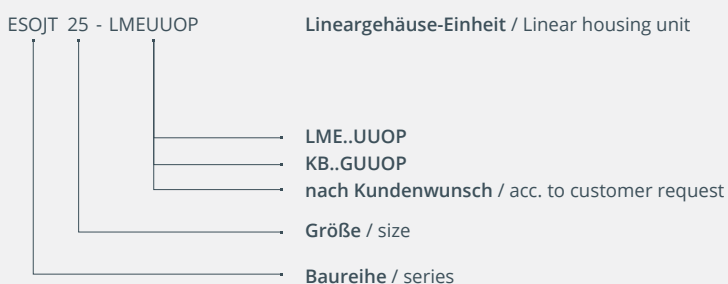 ESOJT 25 - LMEUUOP Lineargehäuse-Einheit / Linear housing unit
LME..UUOP
KB..GUUOP
nach Kundenwunsch / acc. to customer request
Größe / size
Baureihe / series